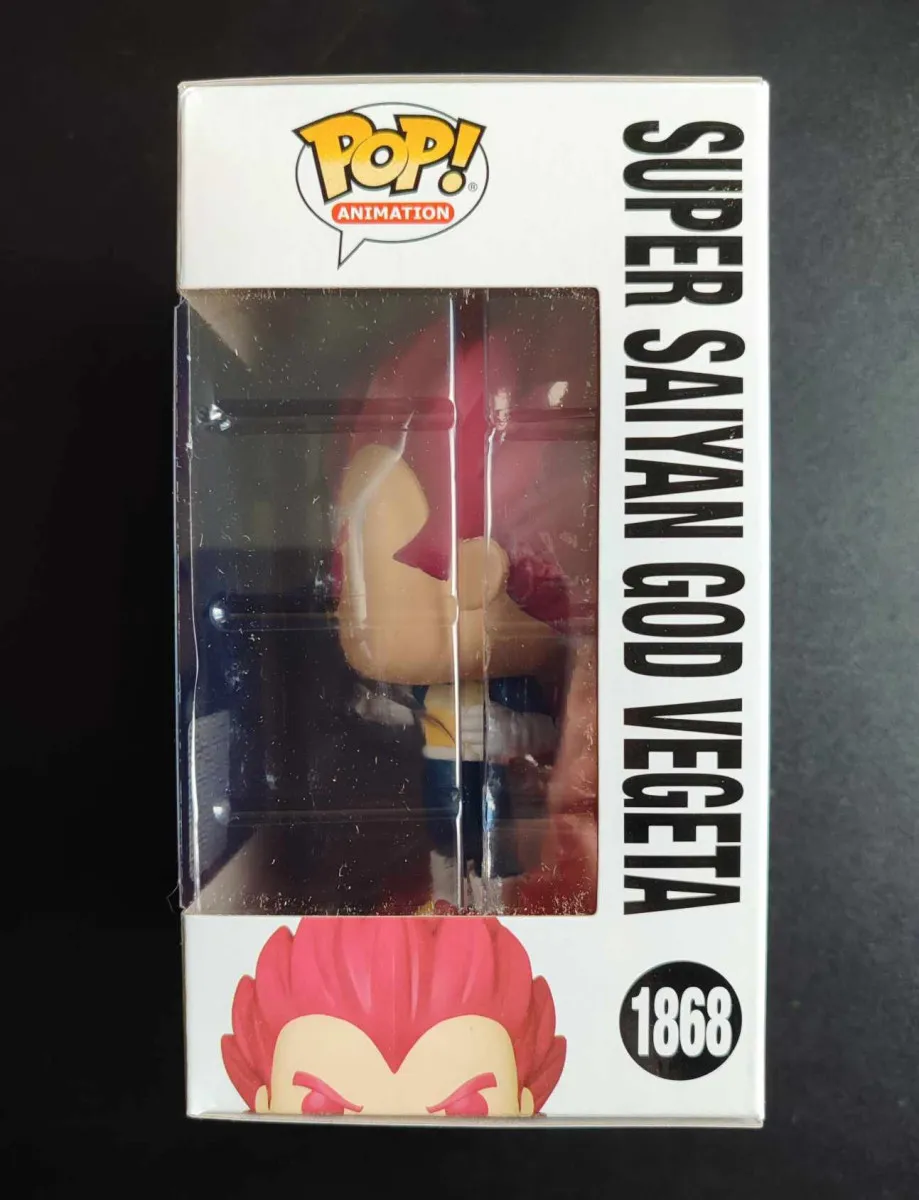 POP!
®
ANIMATION
SUPER SAIYAN GOD VEGETA
1868